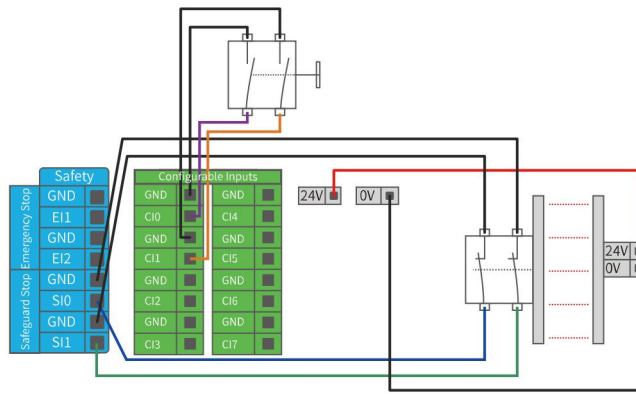 Safety
Emergency Stop
GND
EI1
GND
EI2
Safeguard Stop
GND
SI0
GND
SI1
Configurable Inputs
GND
GND
CI0
CI4
GND
GND
CI1
CI5
GND
GND
CI2
CI6
GND
GND
CI3
CI7
24V
0V
24V
0V